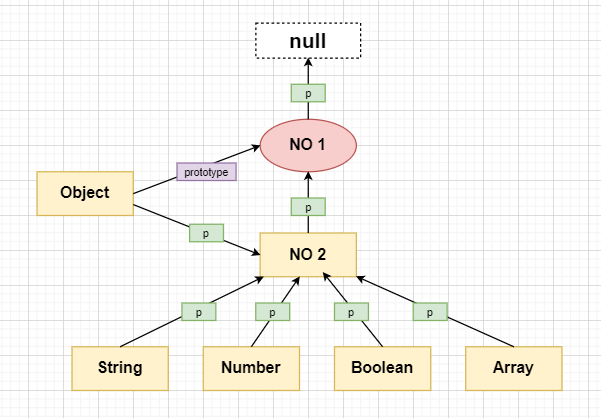 null
p
NO 1
prototype
Object
p
p
NO 2
p
p
p
p
String
Number
Boolean
Array